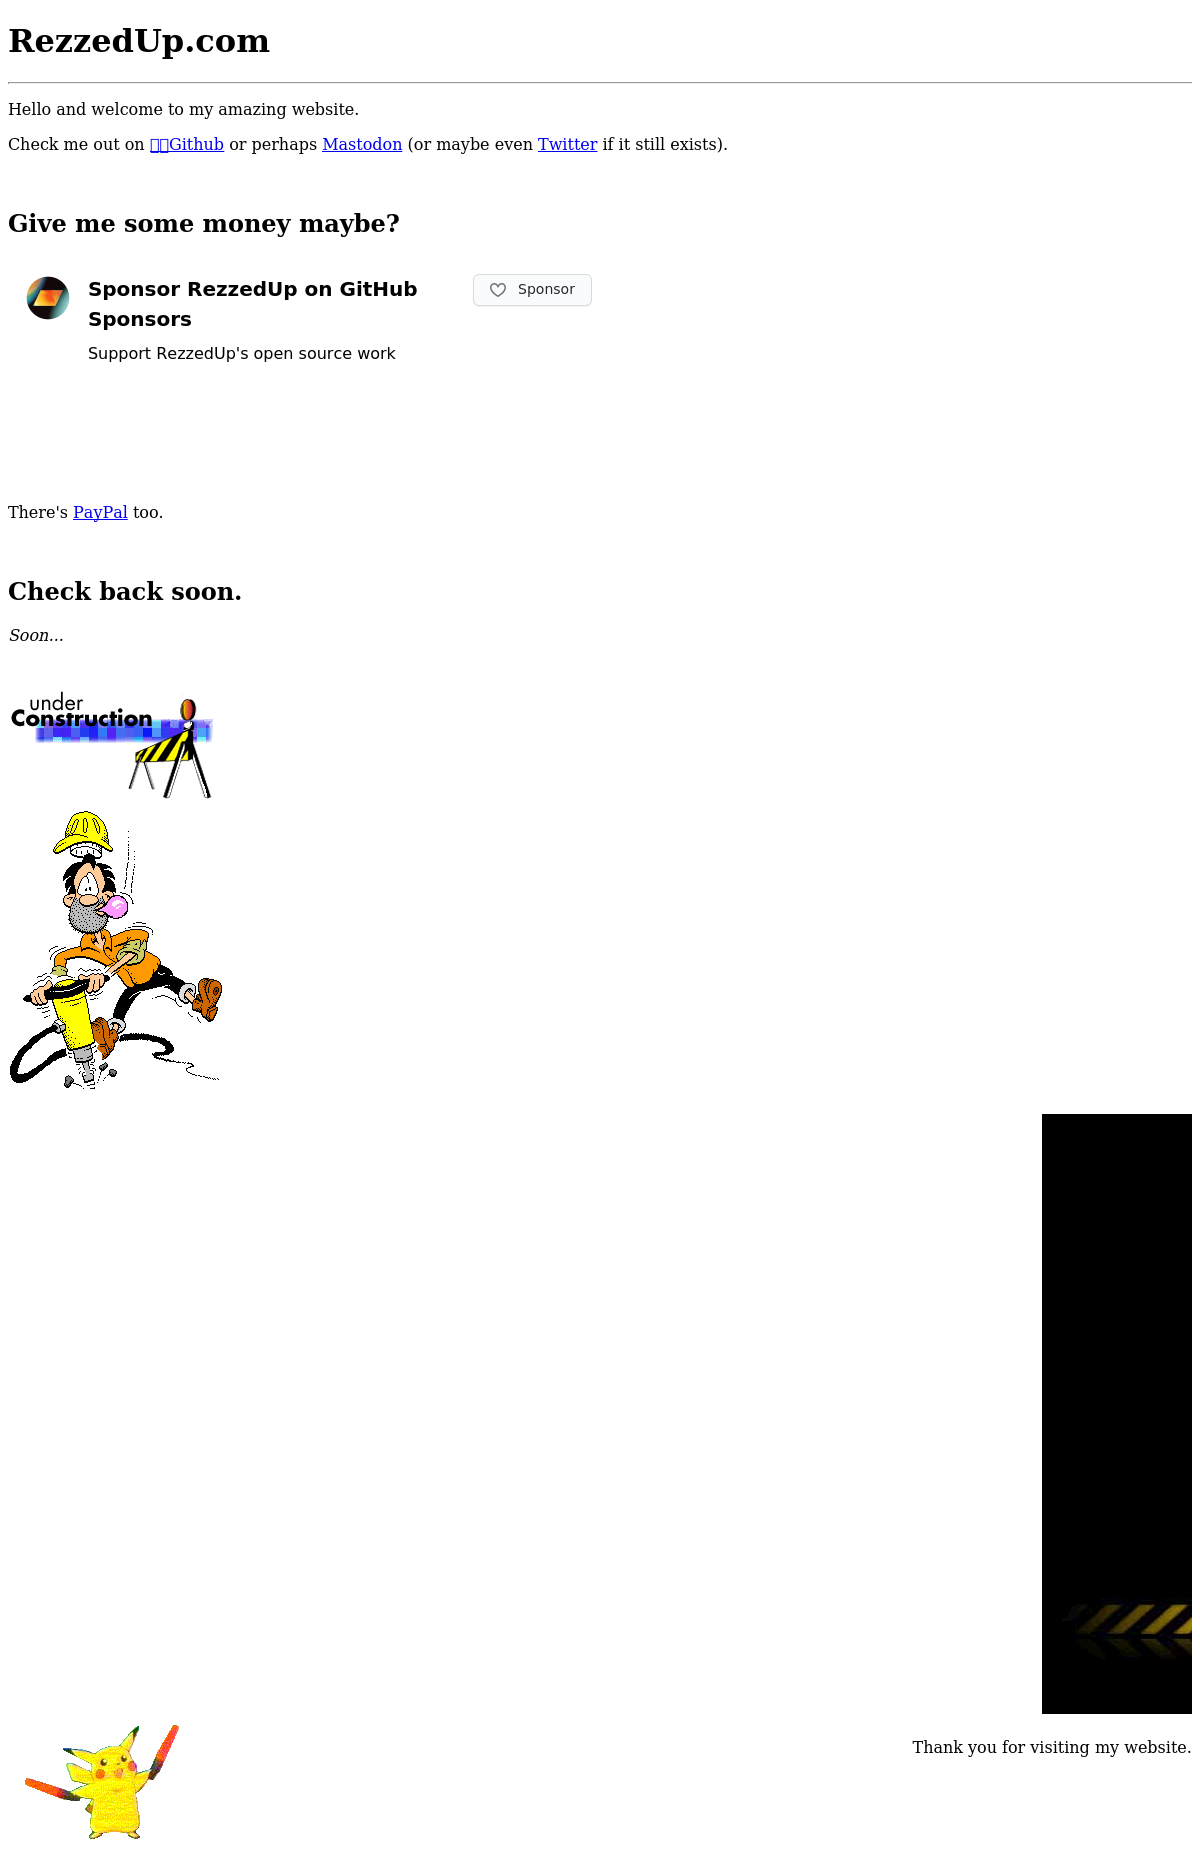 RezzedUp.com
Hello and welcome to my amazing website.
Check me out on Github or perhaps Mastodon (or maybe even Twitter if it still exists).
Give me some money maybe?
Sponsor RezzedUp on GitHub
Sponsors
Sponsor
Support RezzedUp's open source work
There's PayPal too.
Check back soon.
Soon...
under
Construction
Thank you for visiting my website.